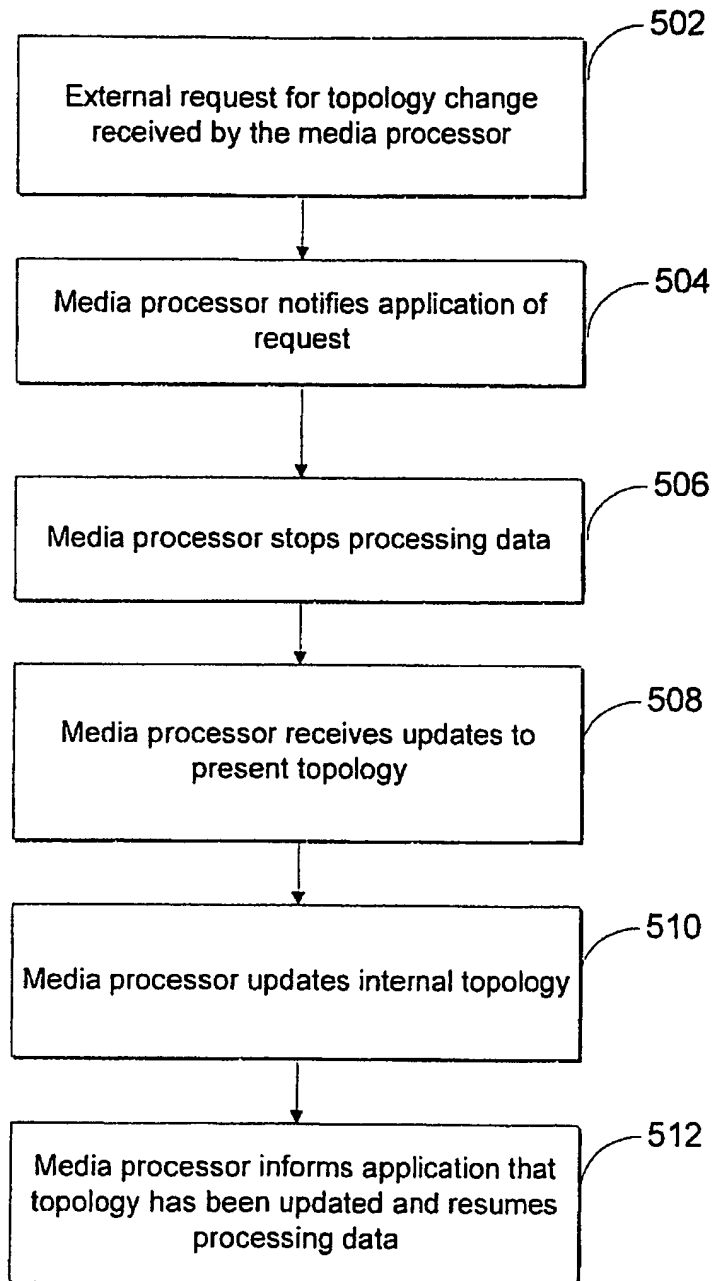 502
External request for topology change
received by the media processor
504
Media processor notifies application of
request
506
Media processor stops processing data
508
Media processor receives updates to
present topology
510
Media processor updates internal topology
512
Media processor informs application that
topology has been updated and resumes
processing data